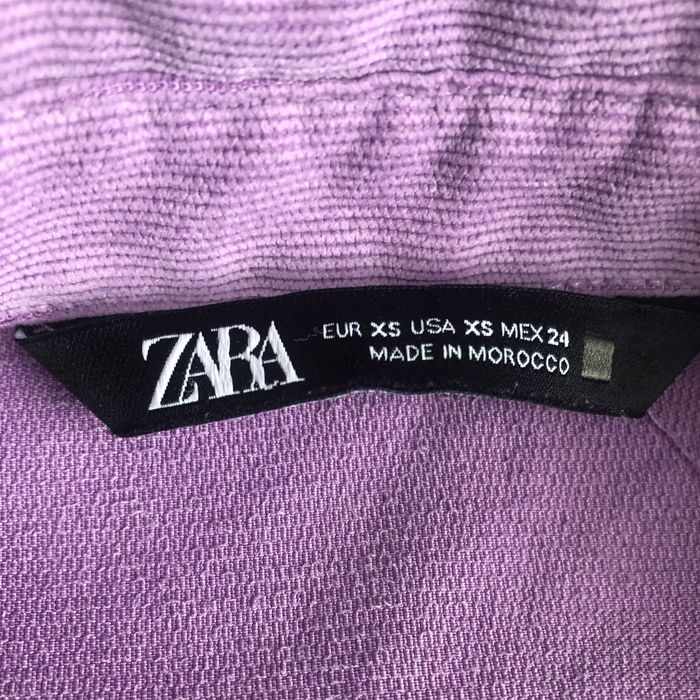 ZARA
EUR XS USA XS MEX 24
MADE IN MOROCCO